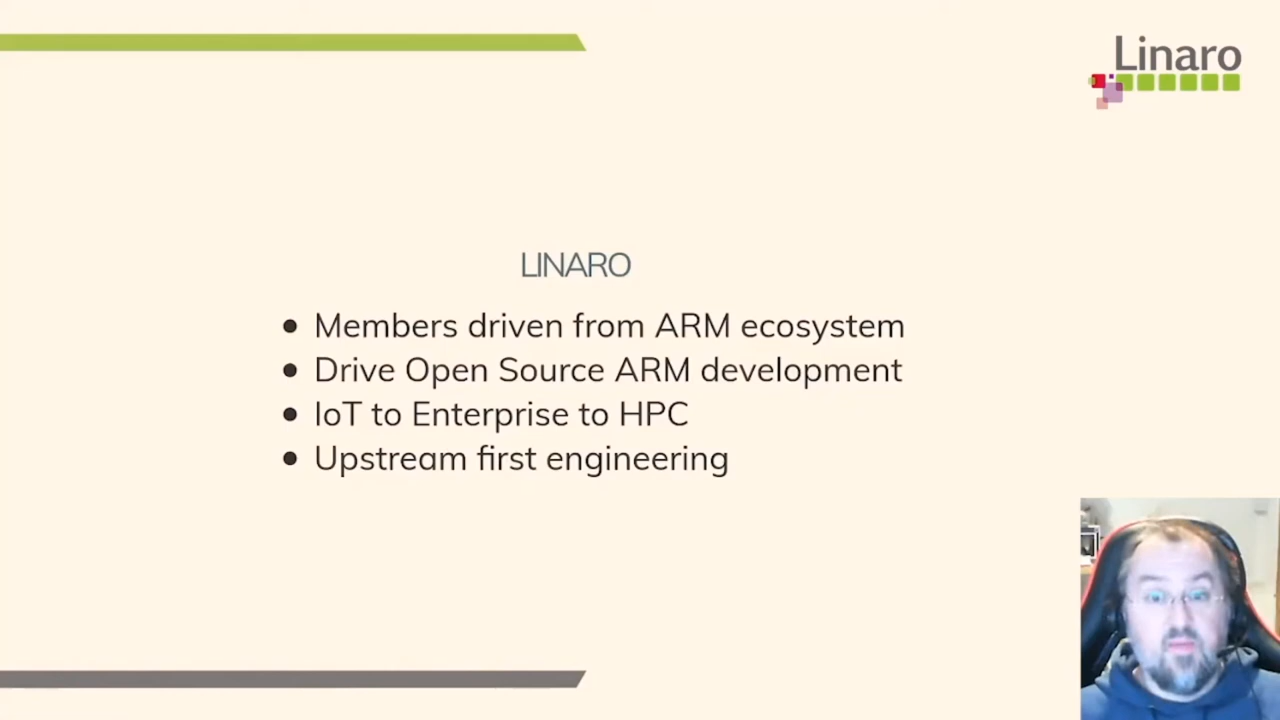 Linaro
LINARO
Members driven from ARM ecosystem
Drive Open Source ARM development
IoT to Enterprise to HPC
Upstream first engineering